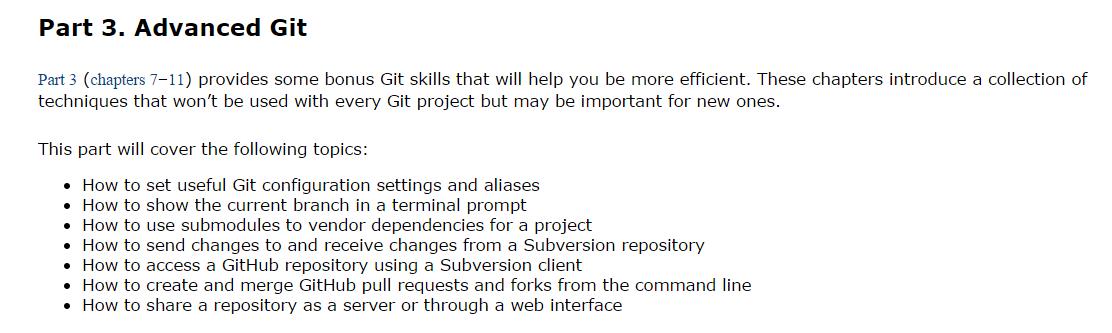 Part 3. Advanced Git
Part 3 (chapters 7–11) provides some bonus Git skills that will help you be more efficient. These chapters introduce a collection of
techniques that won’t be used with every Git project but may be important for new ones.
This part will cover the following topics:
• How to set useful Git configuration settings and aliases
• How to show the current branch in a terminal prompt
• How to use submodules to vendor dependencies for a project
• How to send changes to and receive changes from a Subversion repository
• How to access a GitHub repository using a Subversion client
• How to create and merge GitHub pull requests and forks from the command line
• How to share a repository as a server or through a web interface